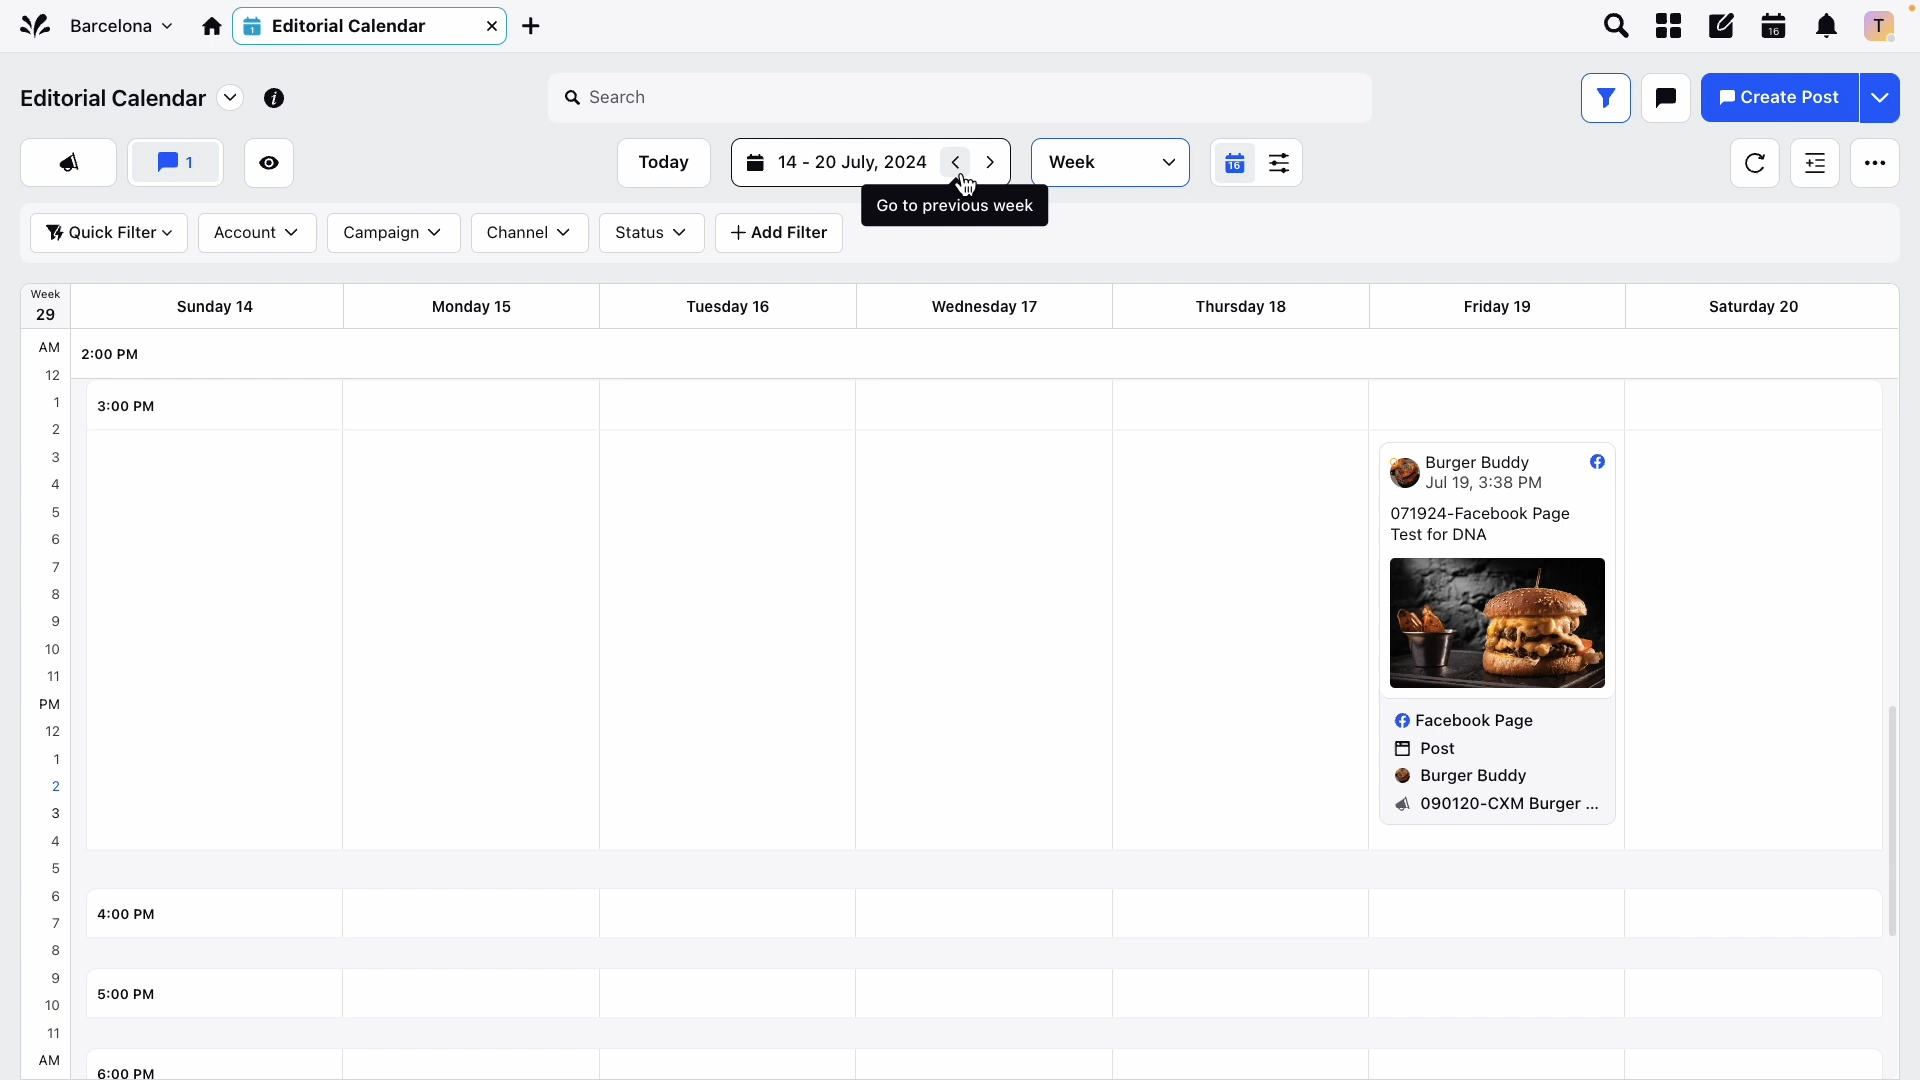 Barcelona
Editorial Calendar
16
T
Editorial Calendar
i
Search
Create Post
1
Today
14 - 20 July, 2024
Week
16
Go to previous week
Quick Filter
Account
Campaign
Channel
Status
Add Filter
Week
29
Sunday 14
Monday 15
Tuesday 16
Wednesday 17
Thursday 18
Friday 19
Saturday 20
AM
12
1
2
3
4
5
6
7
8
9
10
11
PM
12
1
2
3
4
5
6
7
8
9
10
11
AM
2:00 PM
3:00 PM
Burger Buddy
Jul 19, 3:38 PM
071924-Facebook Page
Test for DNA
Facebook Page
Post
Burger Buddy
090120-CXM Burger ...
4:00 PM
5:00 PM
6:00 PM